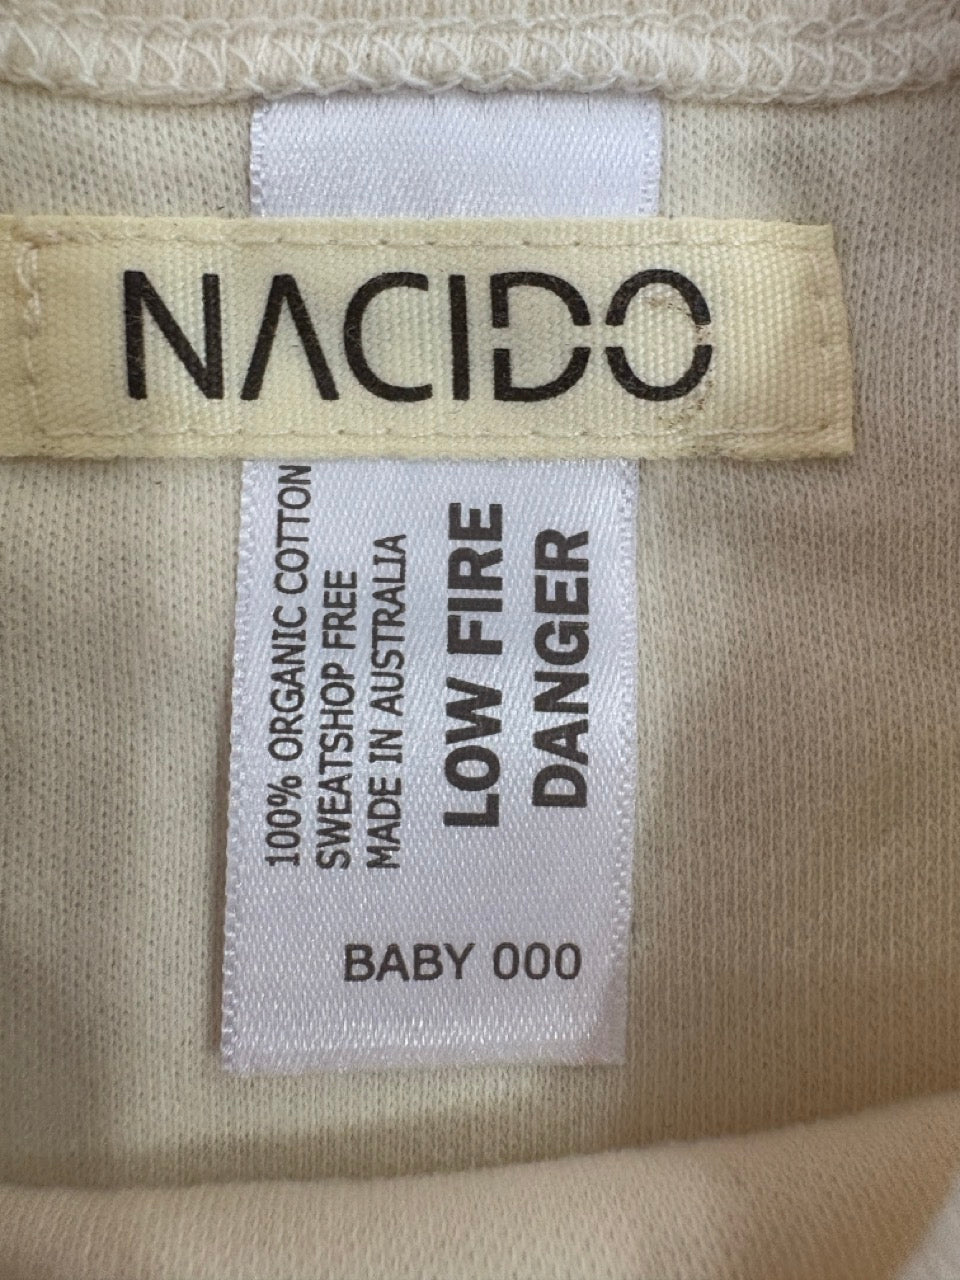 NACIDO
100% ORGANIC COTTON
SWEATSHOP FREE
MADE IN AUSTRALIA
LOW FIRE
DANGER
BABY 000